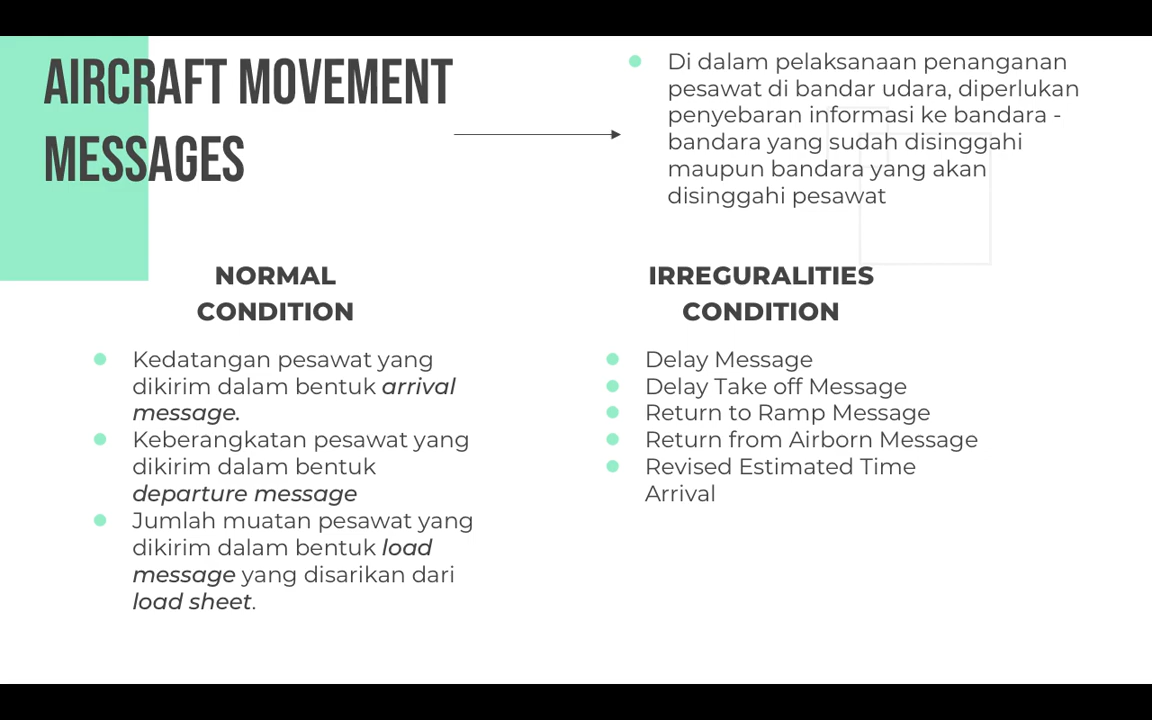 AIRCRAFT MOVEMENT
MESSAGES
Di dalam pelaksanaan penanganan
pesawat di bandar udara, diperlukan
penyebaran informasi ke bandara -
bandara yang sudah disinggahi
maupun bandara yang akan
disinggahi pesawat
NORMAL
CONDITION
Kedatangan pesawat yang
dikirim dalam bentuk arrival
message.
Keberangkatan pesawat yang
dikirim dalam bentuk
departure message
Jumlah muatan pesawat yang
dikirim dalam bentuk load
message yang disarikan dari
load sheet.
IRREGURALITIES
CONDITION
Delay Message
Delay Take off Message
Return to Ramp Message
Return from Airborn Message
Revised Estimated Time
Arrival